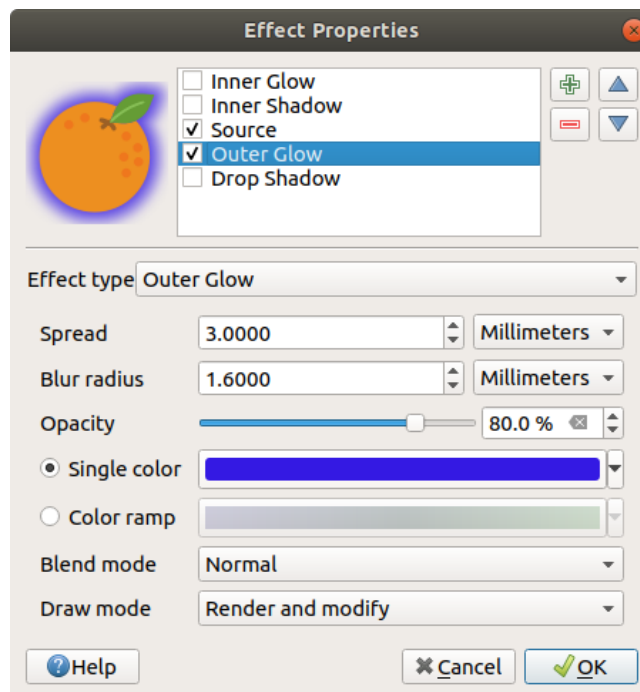 Effect Properties
Inner Glow
Inner Shadow
Source
Outer Glow
Drop Shadow
Effect type Outer Glow
Spread 3.0000 Millimeters
Blur radius 1.6000 Millimeters
Opacity 80.0 %
Single color
Color ramp
Blend mode Normal
Draw mode Render and modify
Help Cancel OK